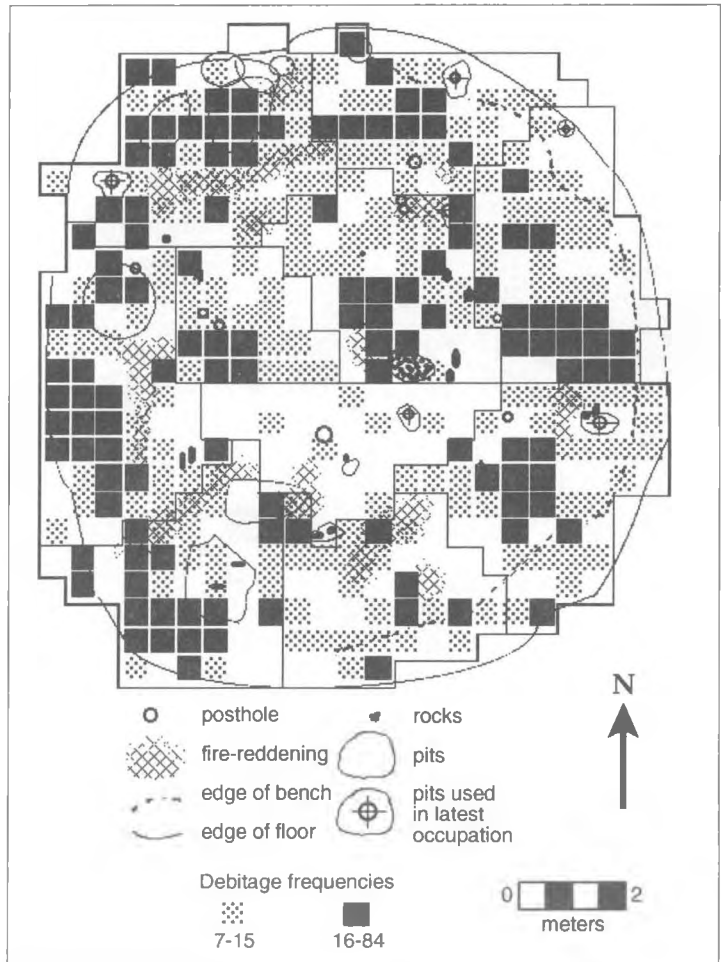 N
posthole
rocks
fire-reddening
pits
edge of bench
pits used
in latest
occupation
edge of floor
Debitage frequencies
7-15
16-84
0
2
meters